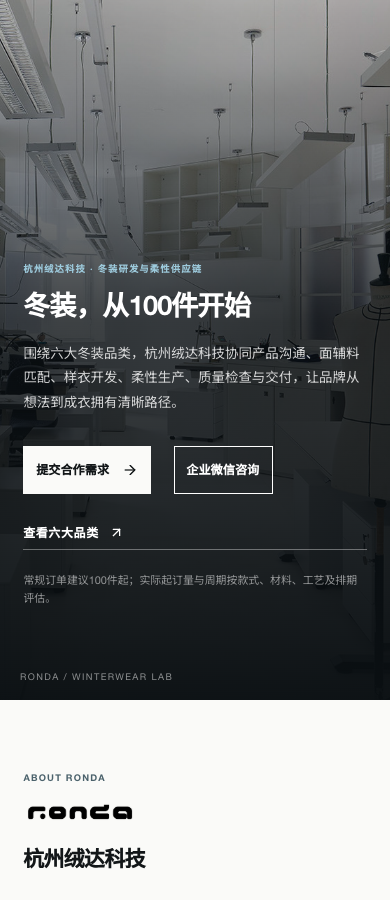 杭州绒达科技 · 冬装研发与柔性供应链
冬装，从100件开始
围绕六大冬装品类，杭州绒达科技协同产品沟通、面辅料
匹配、样衣开发、柔性生产、质量检查与交付，让品牌从
想法到成衣拥有清晰路径。
提交合作需求 →
企业微信咨询
查看六大品类 ↗
常规订单建议100件起；实际起订量与周期按款式、材料、工艺及排期
评估。
RONDA / WINTERWEAR LAB
ABOUT RONDA
ronda
杭州绒达科技